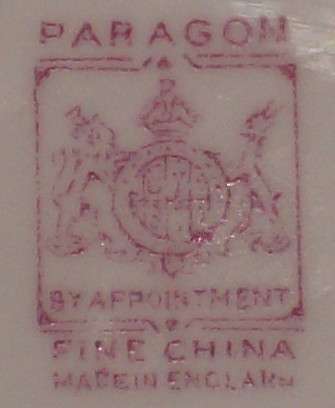 PARAGON
BY APPOINTMENT
FINE CHINA
MADE IN ENGLAND